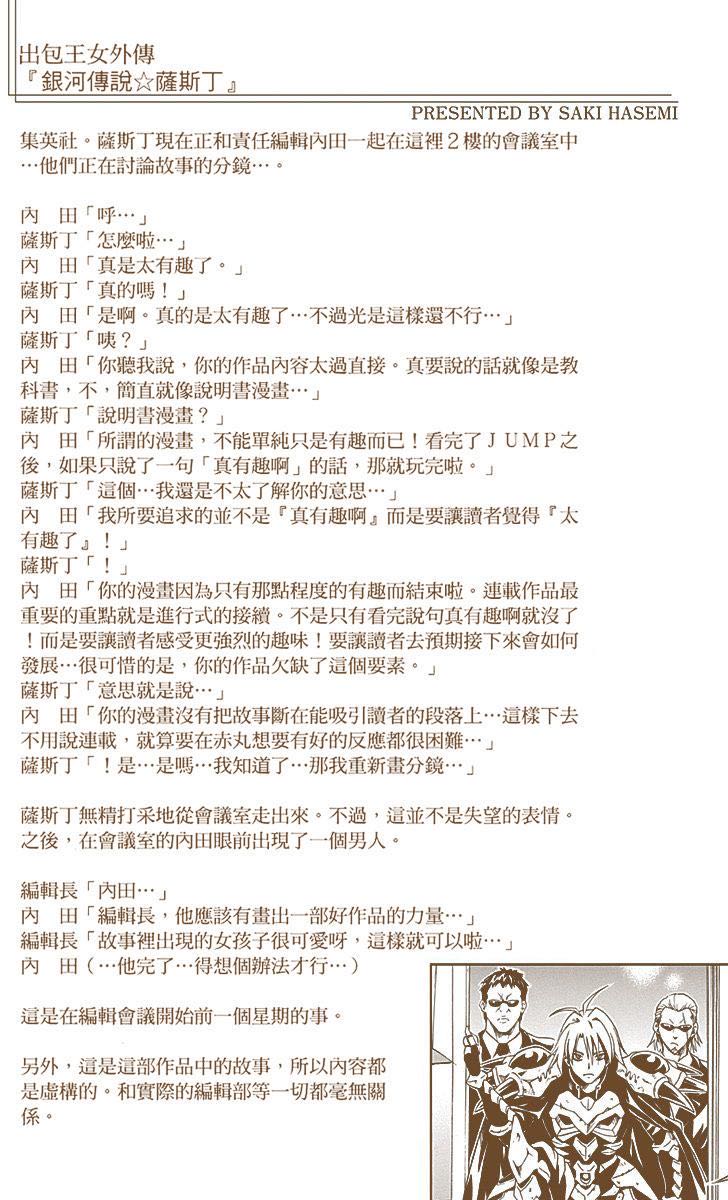 出包王女外傳
『銀河傳說☆薩斯丁』
PRESENTED BY SAKI HASEMI
集英社。薩斯丁現在正和責任編輯內田一起在這裡２樓的會議室中
⋯他們正在討論故事的分鏡⋯。
內　田「呼⋯」
薩斯丁「怎麼啦⋯」
內　田「真是太有趣了。」
薩斯丁「真的嗎！」
內　田「是啊。真的是太有趣了⋯不過光是這樣還不行⋯」
薩斯丁「咦？」
內　田「你聽我說，你的作品內容太過直接。真要說的話就像是教
科書，不，簡直就像說明書漫畫⋯」
薩斯丁「說明書漫畫？」
內　田「所謂的漫畫，不能單純只是有趣而已！看完了ＪＵＭＰ之
後，如果只說了一句「真有趣啊」的話，那就玩完啦。」
薩斯丁「這個⋯我還是不太了解你的意思⋯」
內　田「我所要追求的並不是『真有趣啊』而是要讓讀者覺得『太
有趣了』！」
薩斯丁「！」
內　田「你的漫畫因為只有那點程度的有趣而結束啦。連載作品最
重要的重點就是進行式的接續。不是只有看完說句真有趣啊就沒了
！而是要讓讀者感受更強烈的趣味！要讓讀者去預期接下來會如何
發展⋯很可惜的是，你的作品欠缺了這個要素。」
薩斯丁「意思就是說⋯」
內　田「你的漫畫沒有把故事斷在能吸引讀者的段落上⋯這樣下去
不用說連載，就算要在赤丸想要有好的反應都很困難⋯」
薩斯丁「！是⋯是嗎⋯我知道了⋯那我重新畫分鏡⋯」
薩斯丁無精打采地從會議室走出來。不過，這並不是失望的表情。
之後，在會議室的內田眼前出現了一個男人。
編輯長「內田⋯」
內　田「編輯長，他應該有畫出一部好作品的力量⋯」
編輯長「故事裡出現的女孩子很可愛呀，這樣就可以啦⋯」
內　田（⋯他完了⋯得想個辦法才行⋯）
這是在編輯會議開始前一個星期的事。
另外，這是這部作品中的故事，所以內容都
是虛構的。和實際的編輯部等一切都毫無關
係。